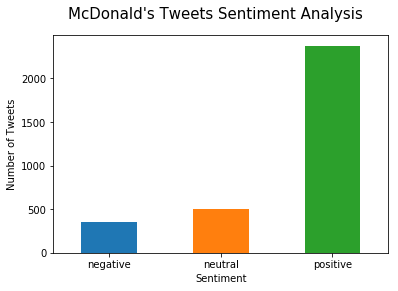 McDonald's Tweets Sentiment Analysis
Number of Tweets
2000
1500
1000
500
0
negative neutral positive
Sentiment